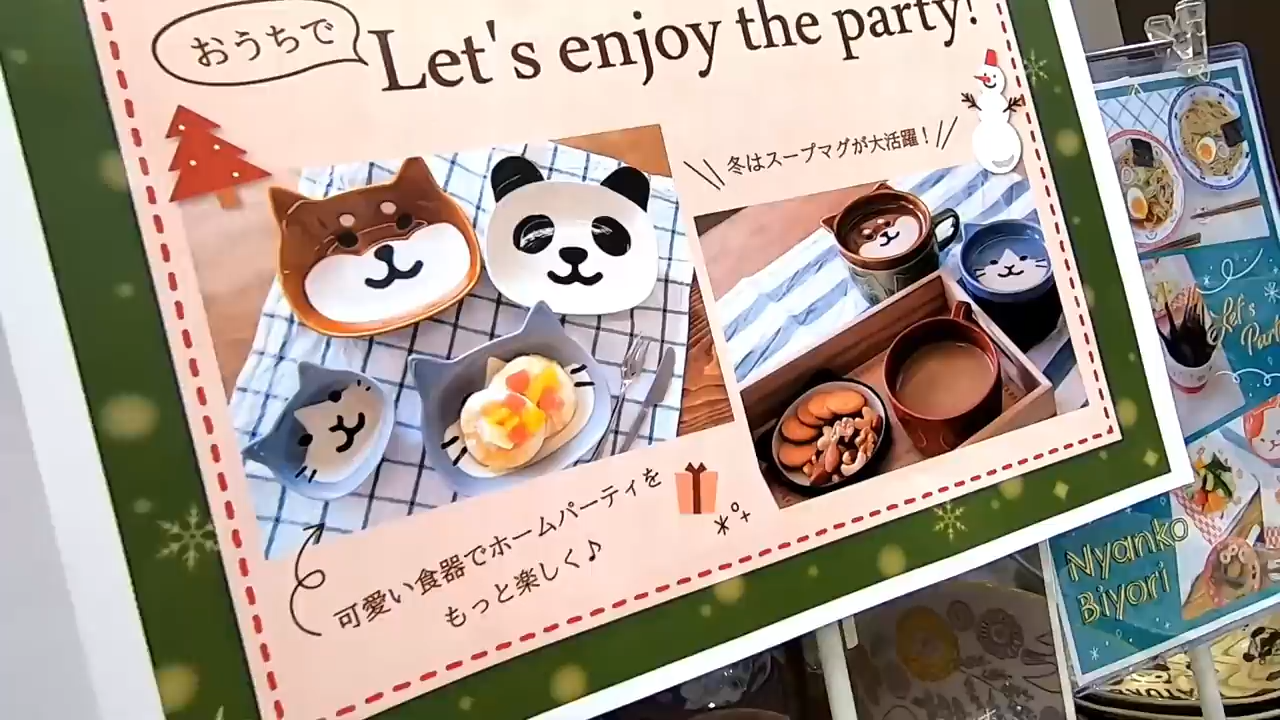 おうちで
Let's enjoy the party!
冬はスープマグが大活躍！
可愛い食器でホームパーティを
もっと楽しく♪
Let's
Nyanko
Biyori